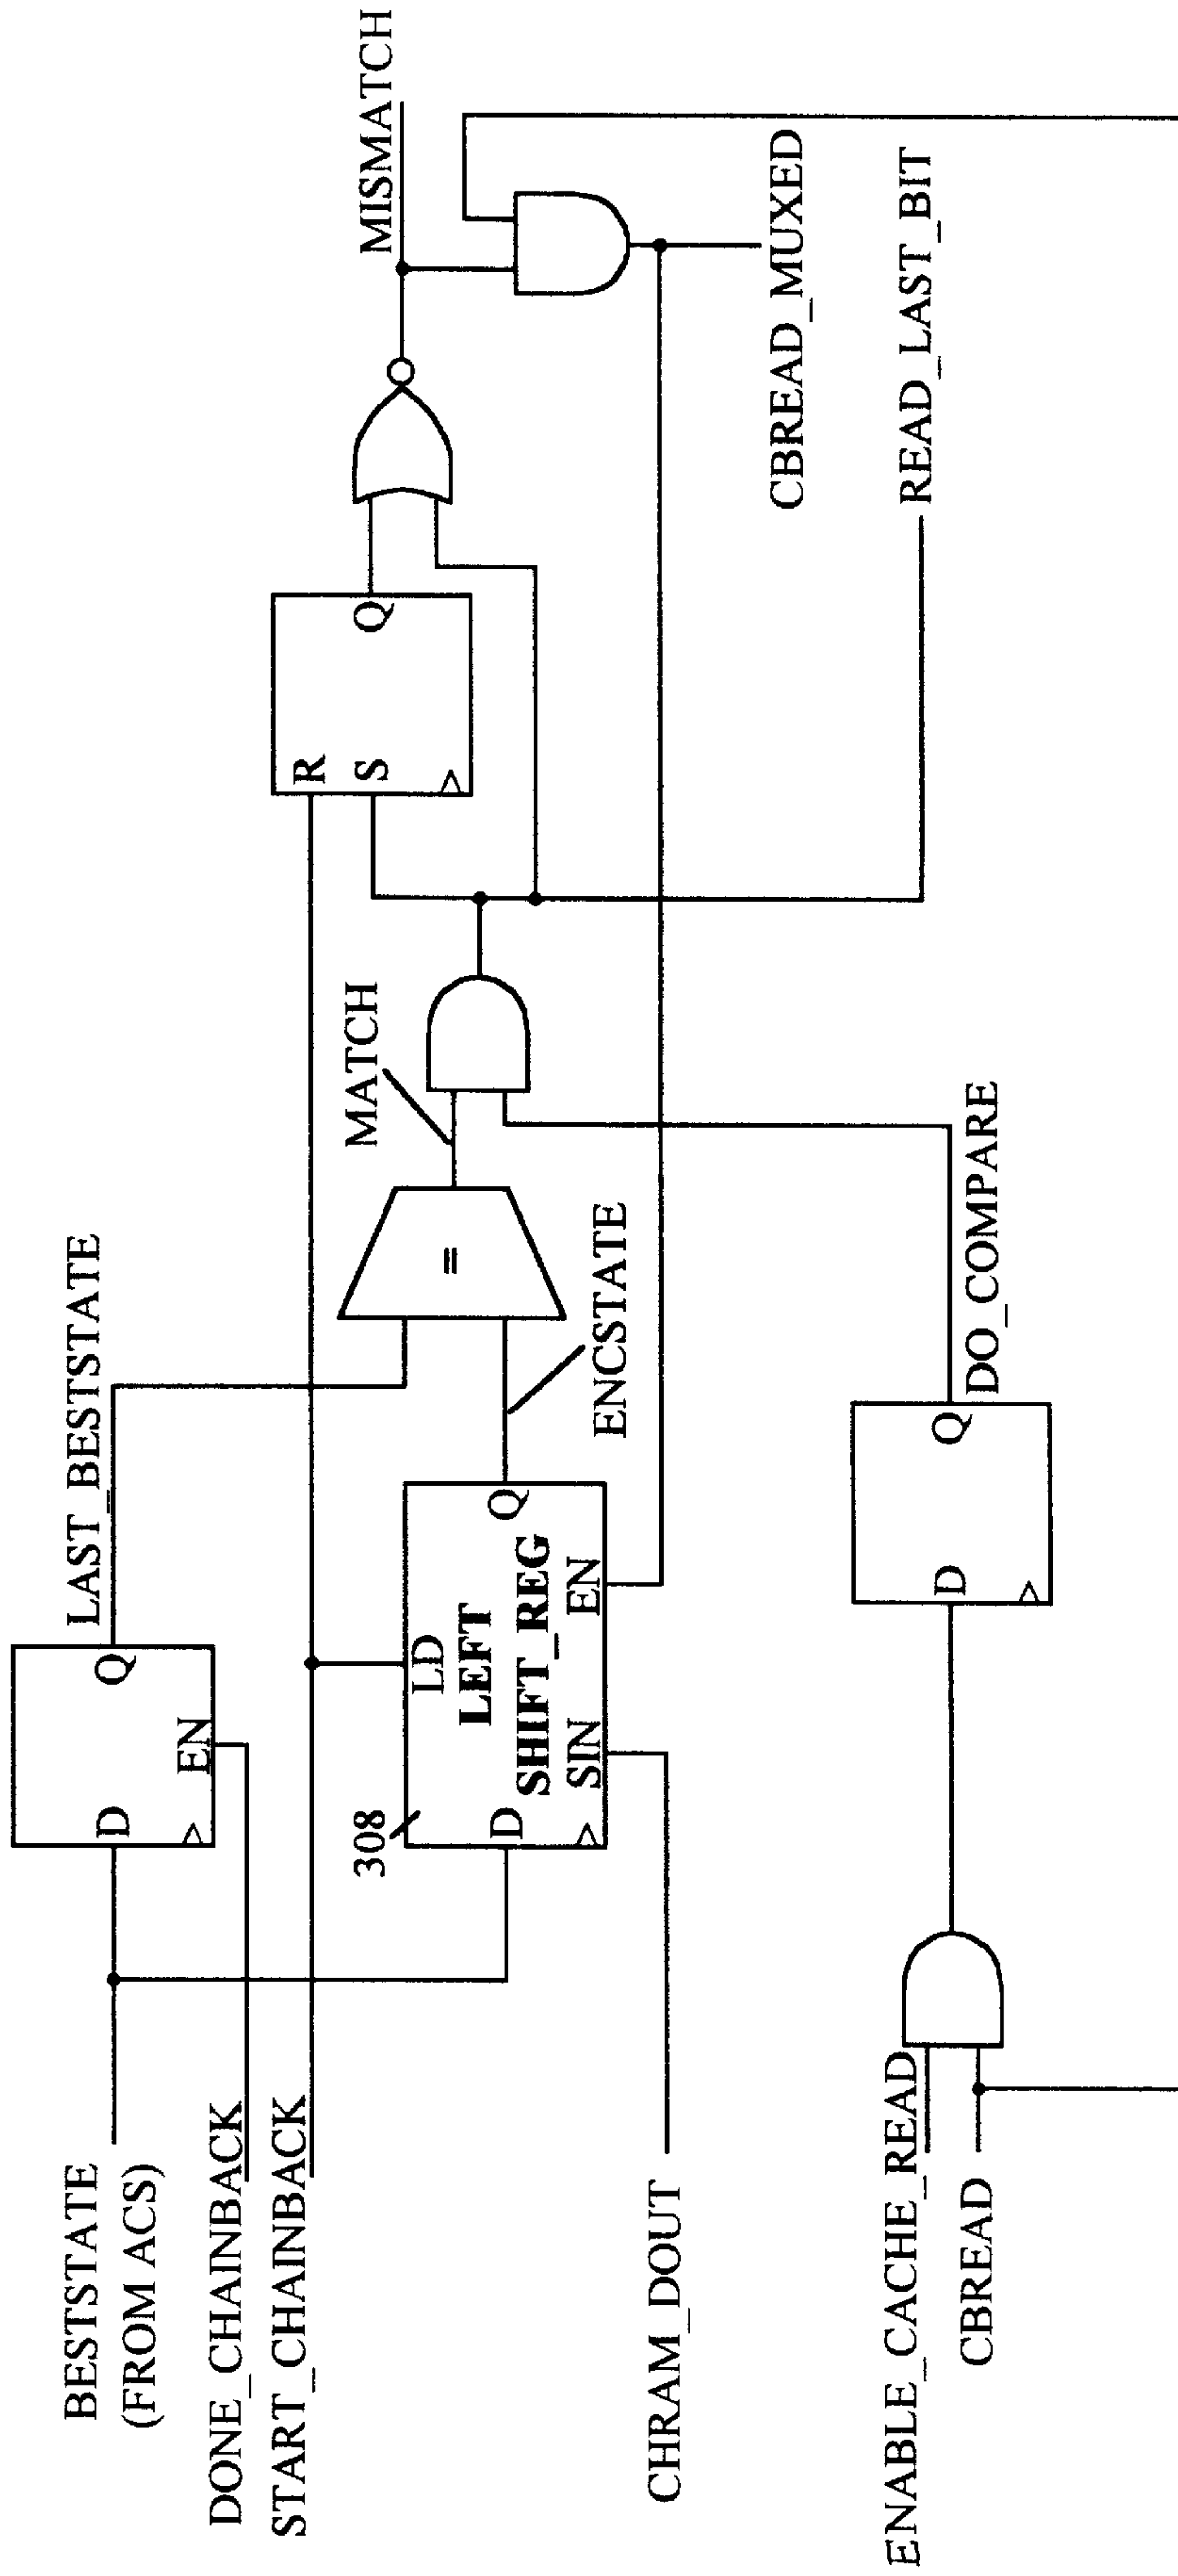 BESTSTATE
(FROM ACS)
DONE_CHAINBACK
START_CHAINBACK
CHRAM_DOUT
ENABLE_CACHE_READ
CBREAD
D
Q
EN
LAST_BESTSTATE
308
LD
D
LEFT
Q
SHIFT_REG
SIN
EN
ENCSTATE
=
MATCH
D
Q
DO_COMPARE
R
S
Q
MISMATCH
CBREAD_MUXED
READ_LAST_BIT